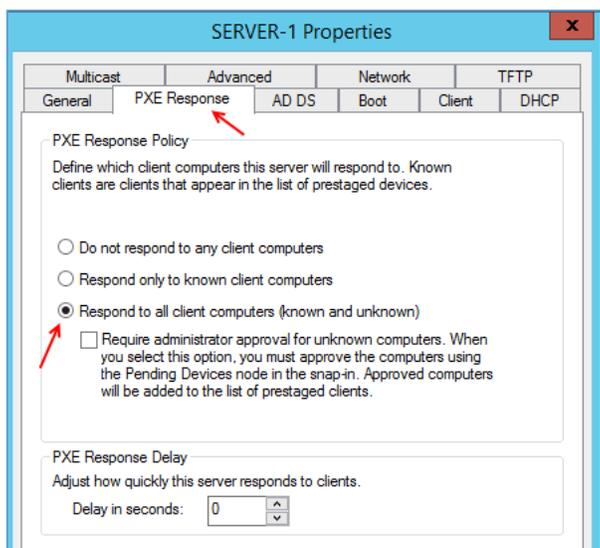 SERVER-1 Properties
x
Multicast Advanced Network TFTP
General PXE Response AD DS Boot Client DHCP
PXE Response Policy
Define which client computers this server will respond to. Known
clients are clients that appear in the list of prestaged devices.
Do not respond to any client computers
Respond only to known client computers
Respond to all client computers (known and unknown)
Require administrator approval for unknown computers. When
you select this option, you must approve the computers using
the Pending Devices node in the snap-in. Approved computers
will be added to the list of prestaged clients.
PXE Response Delay
Adjust how quickly this server responds to clients.
Delay in seconds: 0